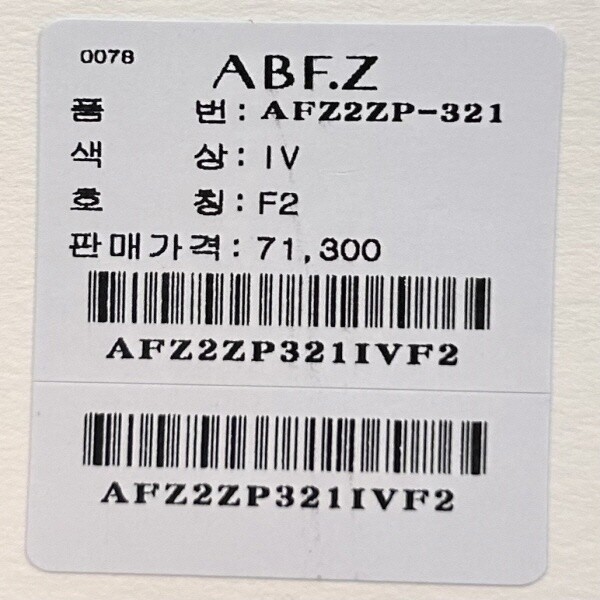 0078
ABF.Z
품 번: AFZ2ZP-321
색 상: IV
호 칭: F2
판매가격: 71,300
AFZ2ZP321IVF2
AFZ2ZP321IVF2